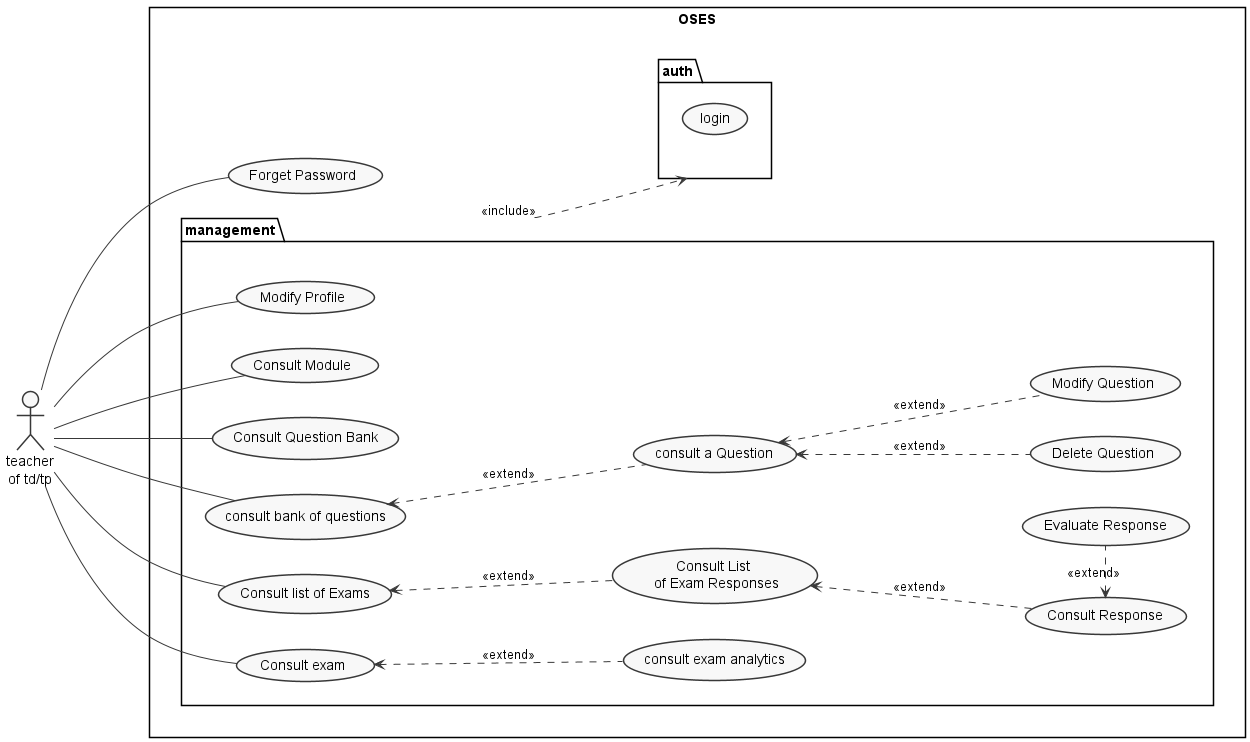 OSES
auth
login
Forget Password
«include»
management
Modify Profile
Consult Module
Modify Question
«extend»
Consult Question Bank
consult a Question
«extend»
Delete Question
teacher
of td/tp
«extend»
consult bank of questions
Evaluate Response
Consult List
of Exam Responses
«extend»
«extend»
Consult list of Exams
«extend»
Consult Response
Consult exam
«extend»
consult exam analytics